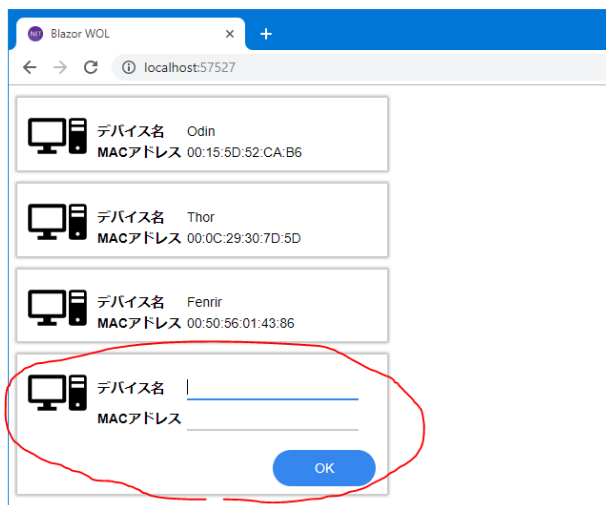 NET Blazor WOL
localhost:57527
デバイス名 Odin
MACアドレス 00:15:5D:52:CA:B6
デバイス名 Thor
MACアドレス 00:0C:29:30:7D:5D
デバイス名 Fenrir
MACアドレス 00:50:56:01:43:86
デバイス名
MACアドレス
OK